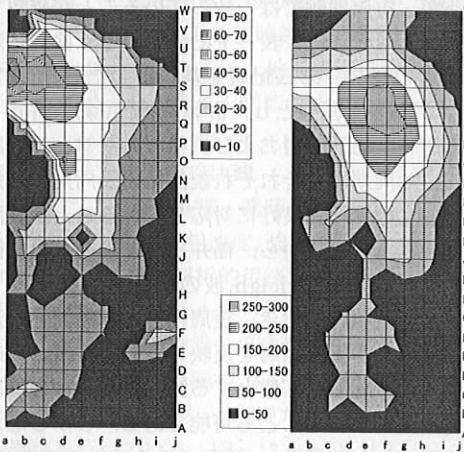 W
V
U
T
S
R
Q
P
O
N
M
L
K
J
I
H
G
F
E
D
C
B
A
70-80
60-70
50-60
40-50
30-40
20-30
10-20
0-10
250-300
200-250
150-200
100-150
50-100
0-50
a b c d e f g h i j
a b c d e f g h i j